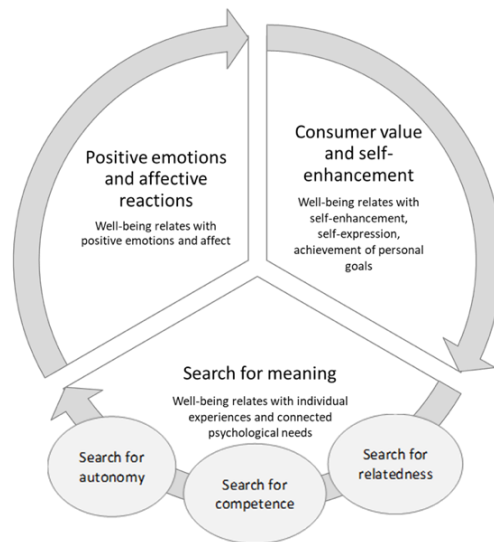 Positive emotions
and affective
reactions
Well-being relates with
positive emotions and affect
Consumer value
and self-
enhancement
Well-being relates with
self-enhancement,
self-expression,
achievement of personal
goals
Search for meaning
Well-being relates with individual
experiences and connected
psychological needs
Search for
autonomy
Search for
competence
Search for
relatedness